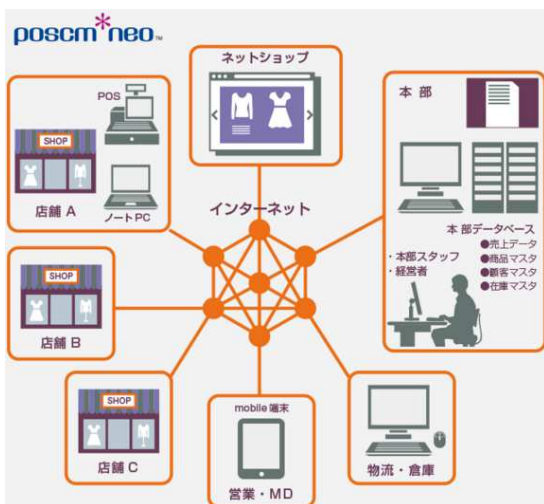 poscm*neo™
ネットショップ
本部
POS
SHOP
店舗 A
ノートPC
インターネット
本部データベース
●売上データ
●商品マスタ
●顧客マスタ
●在庫マスタ
・本部スタッフ
・経営者
SHOP
店舗 B
SHOP
店舗 C
mobile 端末
営業・MD
物流・倉庫